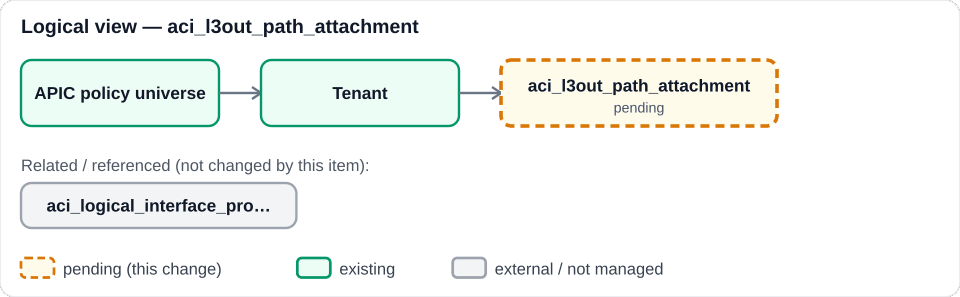 Logical view — aci_l3out_path_attachment
APIC policy universe
Tenant
aci_l3out_path_attachment
pending
Related / referenced (not changed by this item):
aci_logical_interface_pro…
pending (this change)
existing
external / not managed